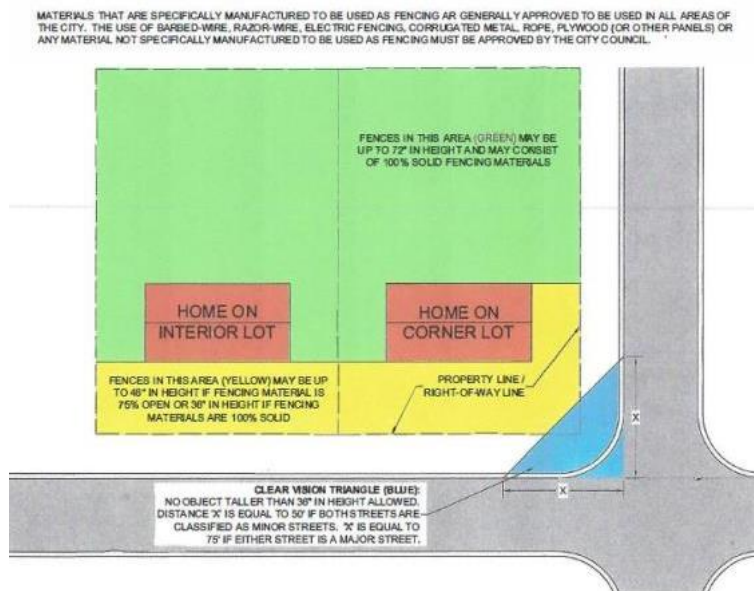 MATERIALS THAT ARE SPECIFICALLY MANUFACTURED TO BE USED AS FENCING AR GENERALLY APPROVED TO BE USED IN ALL AREAS OF
THE CITY. THE USE OF BARBED-WIRE, RAZOR-WIRE, ELECTRIC FENCING, CORRUGATED METAL, ROPE, PLYWOOD (OR OTHER PANELS) OR
ANY MATERIAL NOT SPECIFICALLY MANUFACTURED TO BE USED AS FENCING MUST BE APPROVED BY THE CITY COUNCIL.
FENCES IN THIS AREA (GREEN) MAY BE
UP TO 72" IN HEIGHT AND MAY CONSIST
OF 100% SOLID FENCING MATERIALS
HOME ON
INTERIOR LOT
HOME ON
CORNER LOT
FENCES IN THIS AREA (YELLOW) MAY BE UP
TO 48" IN HEIGHT IF FENCING MATERIAL IS
75% OPEN OR 36" IN HEIGHT IF FENCING
MATERIALS ARE 100% SOLID
PROPERTY LINE /
RIGHT-OF-WAY LINE
X
X
CLEAR VISION TRIANGLE (BLUE):
NO OBJECT TALLER THAN 36" IN HEIGHT ALLOWED.
DISTANCE 'X' IS EQUAL TO 50' IF BOTH STREETS ARE
CLASSIFIED AS MINOR STREETS. 'X' IS EQUAL TO
75' IF EITHER STREET IS A MAJOR STREET.